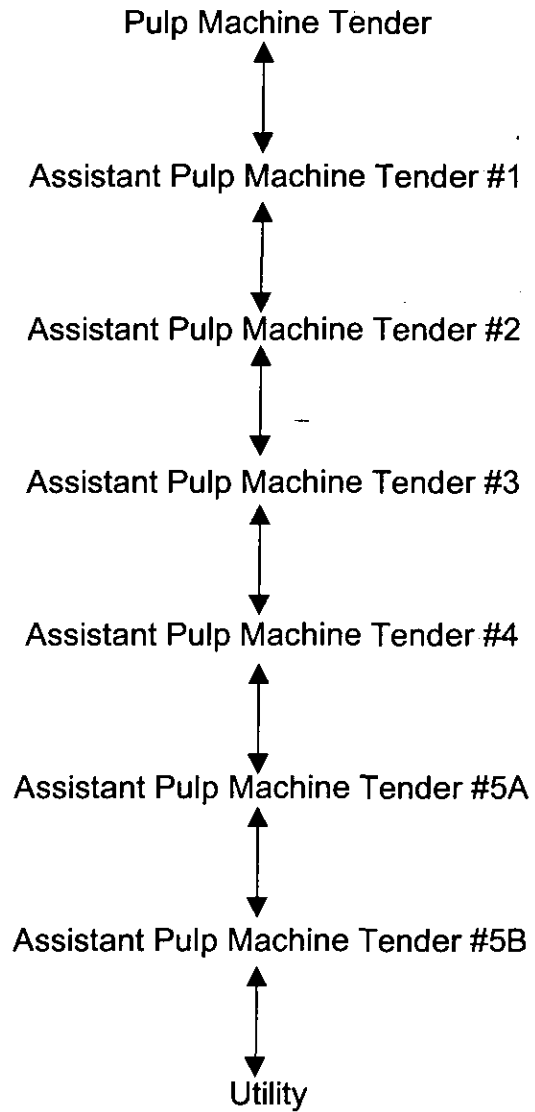 Pulp Machine Tender
Assistant Pulp Machine Tender #1
Assistant Pulp Machine Tender #2
Assistant Pulp Machine Tender #3
Assistant Pulp Machine Tender #4
Assistant Pulp Machine Tender #5A
Assistant Pulp Machine Tender #5B
Utility